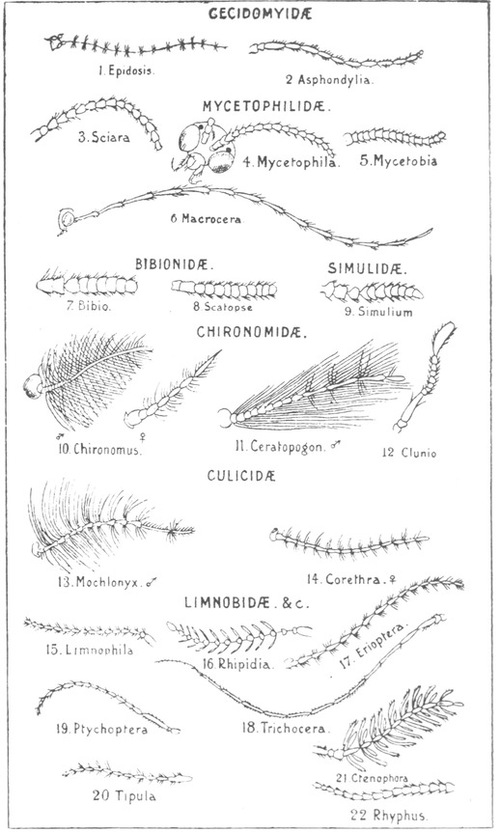 CECIDOMYIDÆ
1. Epidosis.
2 Asphondylia.
MYCETOPHILIDÆ.
3. Sciara
4. Mycetophila.
5. Mycetobia
6 Macrocera
BIBIONIDÆ.
SIMULIDÆ.
7. Bibio.
8 Scatopse
9. Simulium
CHIRONOMIDÆ.
♂ ♀
10 Chironomus.
11. Ceratopogon. ♂
12 Clunio
CULICIDÆ
13. Mochlonyx. ♂
14. Corethra. ♀
LIMNOBIDÆ. & c.
15. Limnophila
16. Rhipidia.
17. Erioptera.
18. Trichocera.
19. Ptychoptera
20 Tipula
21 Ctenophora
22 Rhyphus.